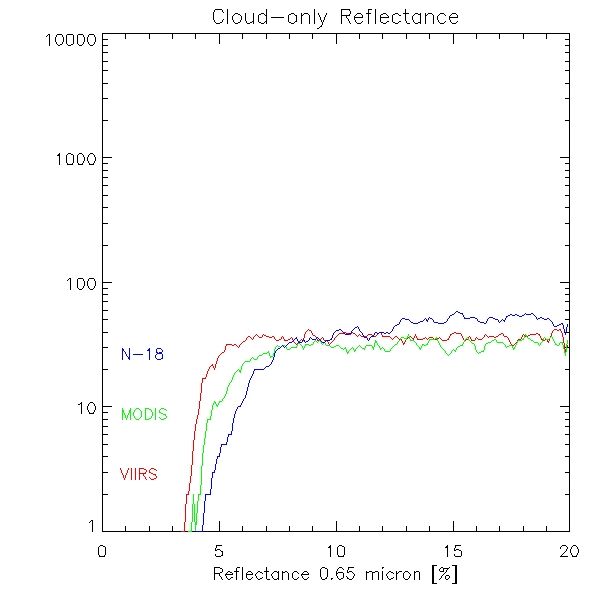 Cloud-only Reflectance
10000
1000
100
10
1
N-18
MODIS
VIIRS
0 5 10 15 20
Reflectance 0.65 micron [%]